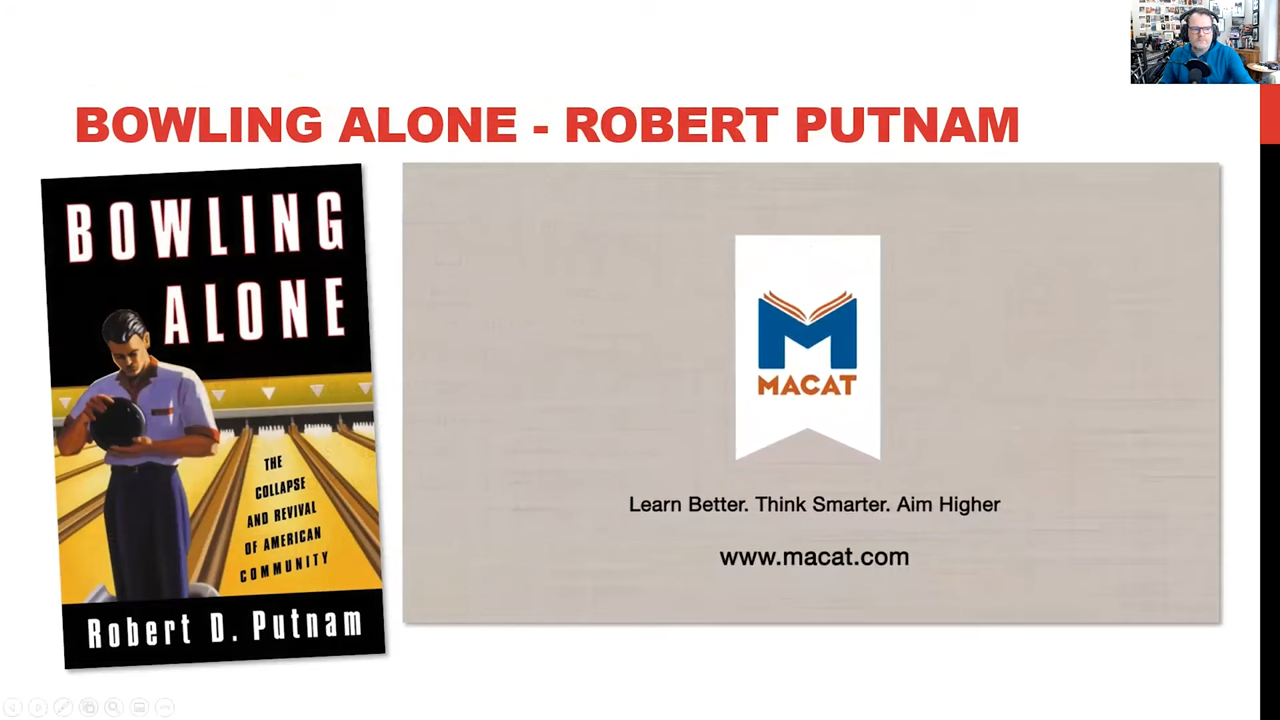 BOWLING ALONE - ROBERT PUTNAM
BOWLING
ALONE
THE
COLLAPSE
AND REVIVAL
OF AMERICAN
COMMUNITY
Robert D. Putnam
MACAT
Learn Better. Think Smarter. Aim Higher
www.macat.com